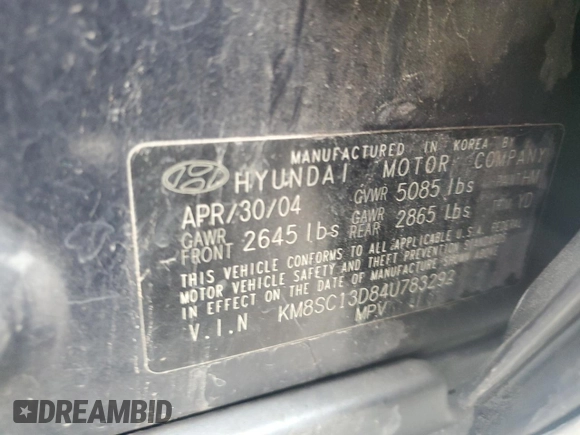 MANUFACTURED IN KOREA BY
HYUNDAI MOTOR COMPANY
APR/30/04 GVWR 5085 lbs HM
GAWR FRONT 2645 lbs GAWR REAR 2865 lbs YD
THIS VEHICLE CONFORMS TO ALL APPLICABLE U.S.A. FEDERAL
MOTOR VEHICLE SAFETY AND THEFT PREVENTION STANDARDS
IN EFFECT ON THE DATE OF MANUFACTURE SHOWN ABOVE
V.I.N KM8SC13D84U783292
MPV
DREAMBID